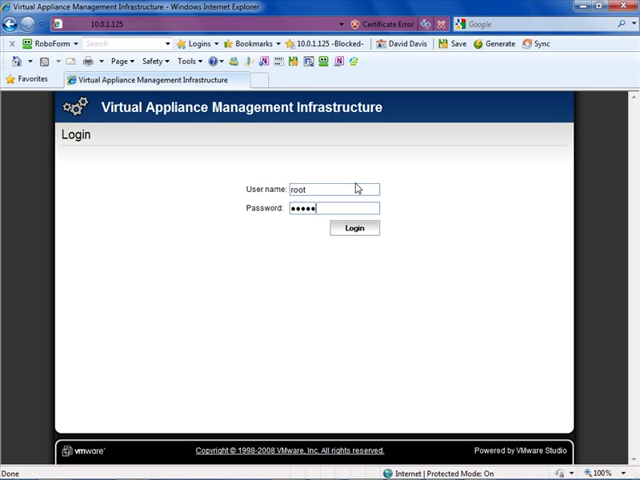 Virtual Appliance Management Infrastructure - Windows Internet Explorer
10.0.1.125
Certificate Error
Google
RoboForm
Search
Logins
Bookmarks
10.0.1.125 -Blocked-
David Davis
Save
Generate
Sync
Page
Safety
Tools
Favorites
Virtual Appliance Management Infrastructure
Virtual Appliance Management Infrastructure
Login
User name: root
Password: •••••
Login
vmware
Copyright © 1998-2008 VMware, Inc. All rights reserved.
Powered by VMware Studio
Done
Internet | Protected Mode: On
100%